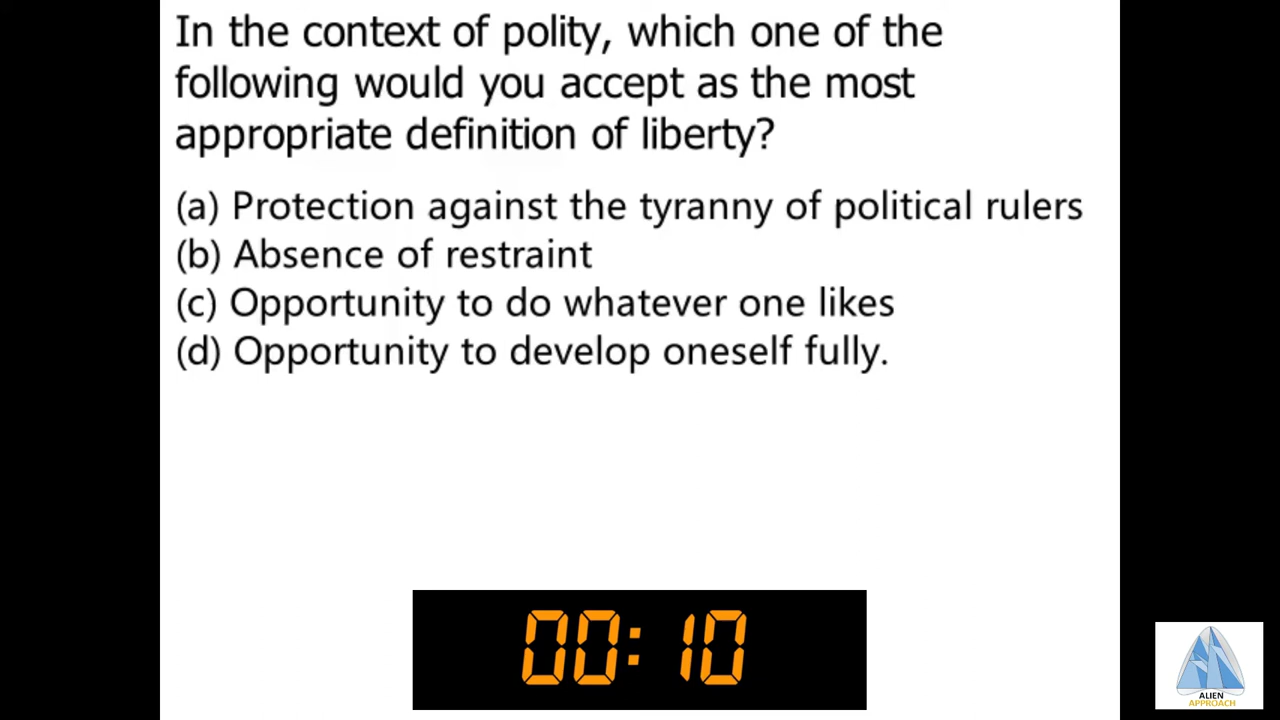 In the context of polity, which one of the
following would you accept as the most
appropriate definition of liberty?
(a) Protection against the tyranny of political rulers
(b) Absence of restraint
(c) Opportunity to do whatever one likes
(d) Opportunity to develop oneself fully.
00:10
ALIEN
APPROACH